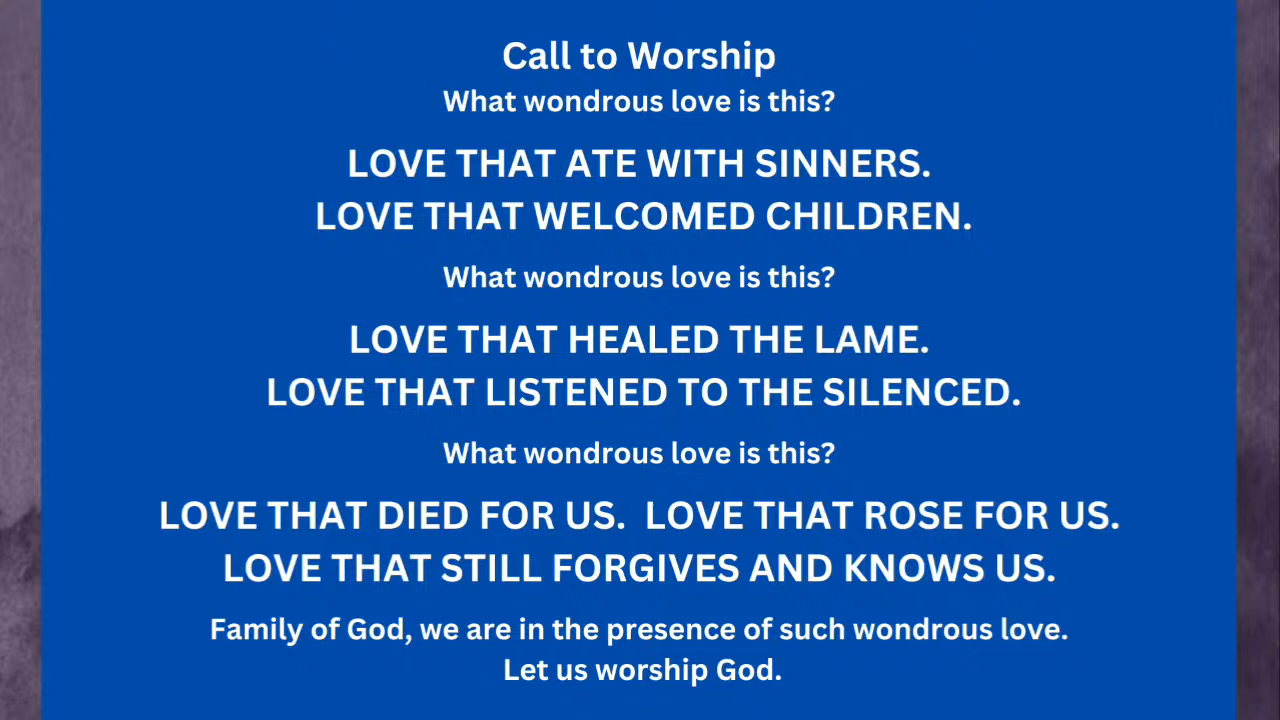 Call to Worship
What wondrous love is this?
LOVE THAT ATE WITH SINNERS.
LOVE THAT WELCOMED CHILDREN.
What wondrous love is this?
LOVE THAT HEALED THE LAME.
LOVE THAT LISTENED TO THE SILENCED.
What wondrous love is this?
LOVE THAT DIED FOR US.  LOVE THAT ROSE FOR US.
LOVE THAT STILL FORGIVES AND KNOWS US.
Family of God, we are in the presence of such wondrous love.
Let us worship God.